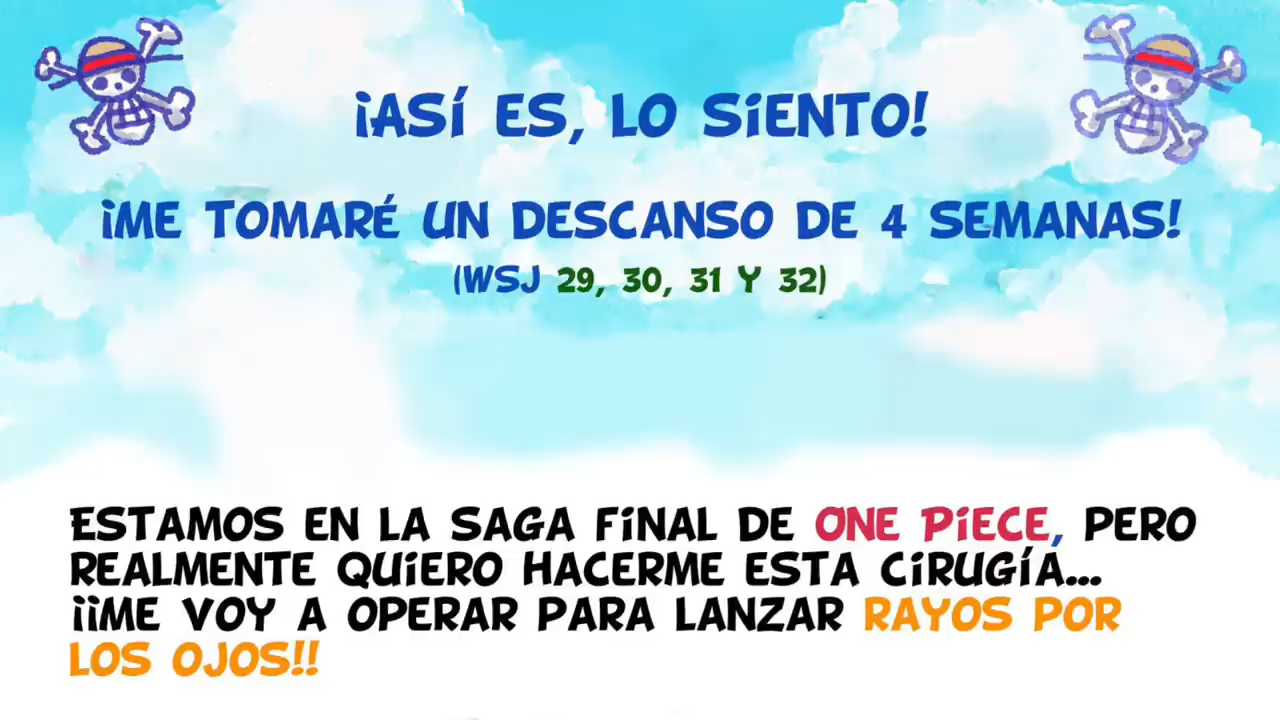 ¡ASÍ ES, LO SIENTO!
¡ME TOMARÉ UN DESCANSO DE 4 SEMANAS!
(WSJ 29, 30, 31 Y 32)
ESTAMOS EN LA SAGA FINAL DE ONE PIECE, PERO
REALMENTE QUIERO HACERME ESTA CIRUGÍA...
¡¡ME VOY A OPERAR PARA LANZAR RAYOS POR
LOS OJOS!!